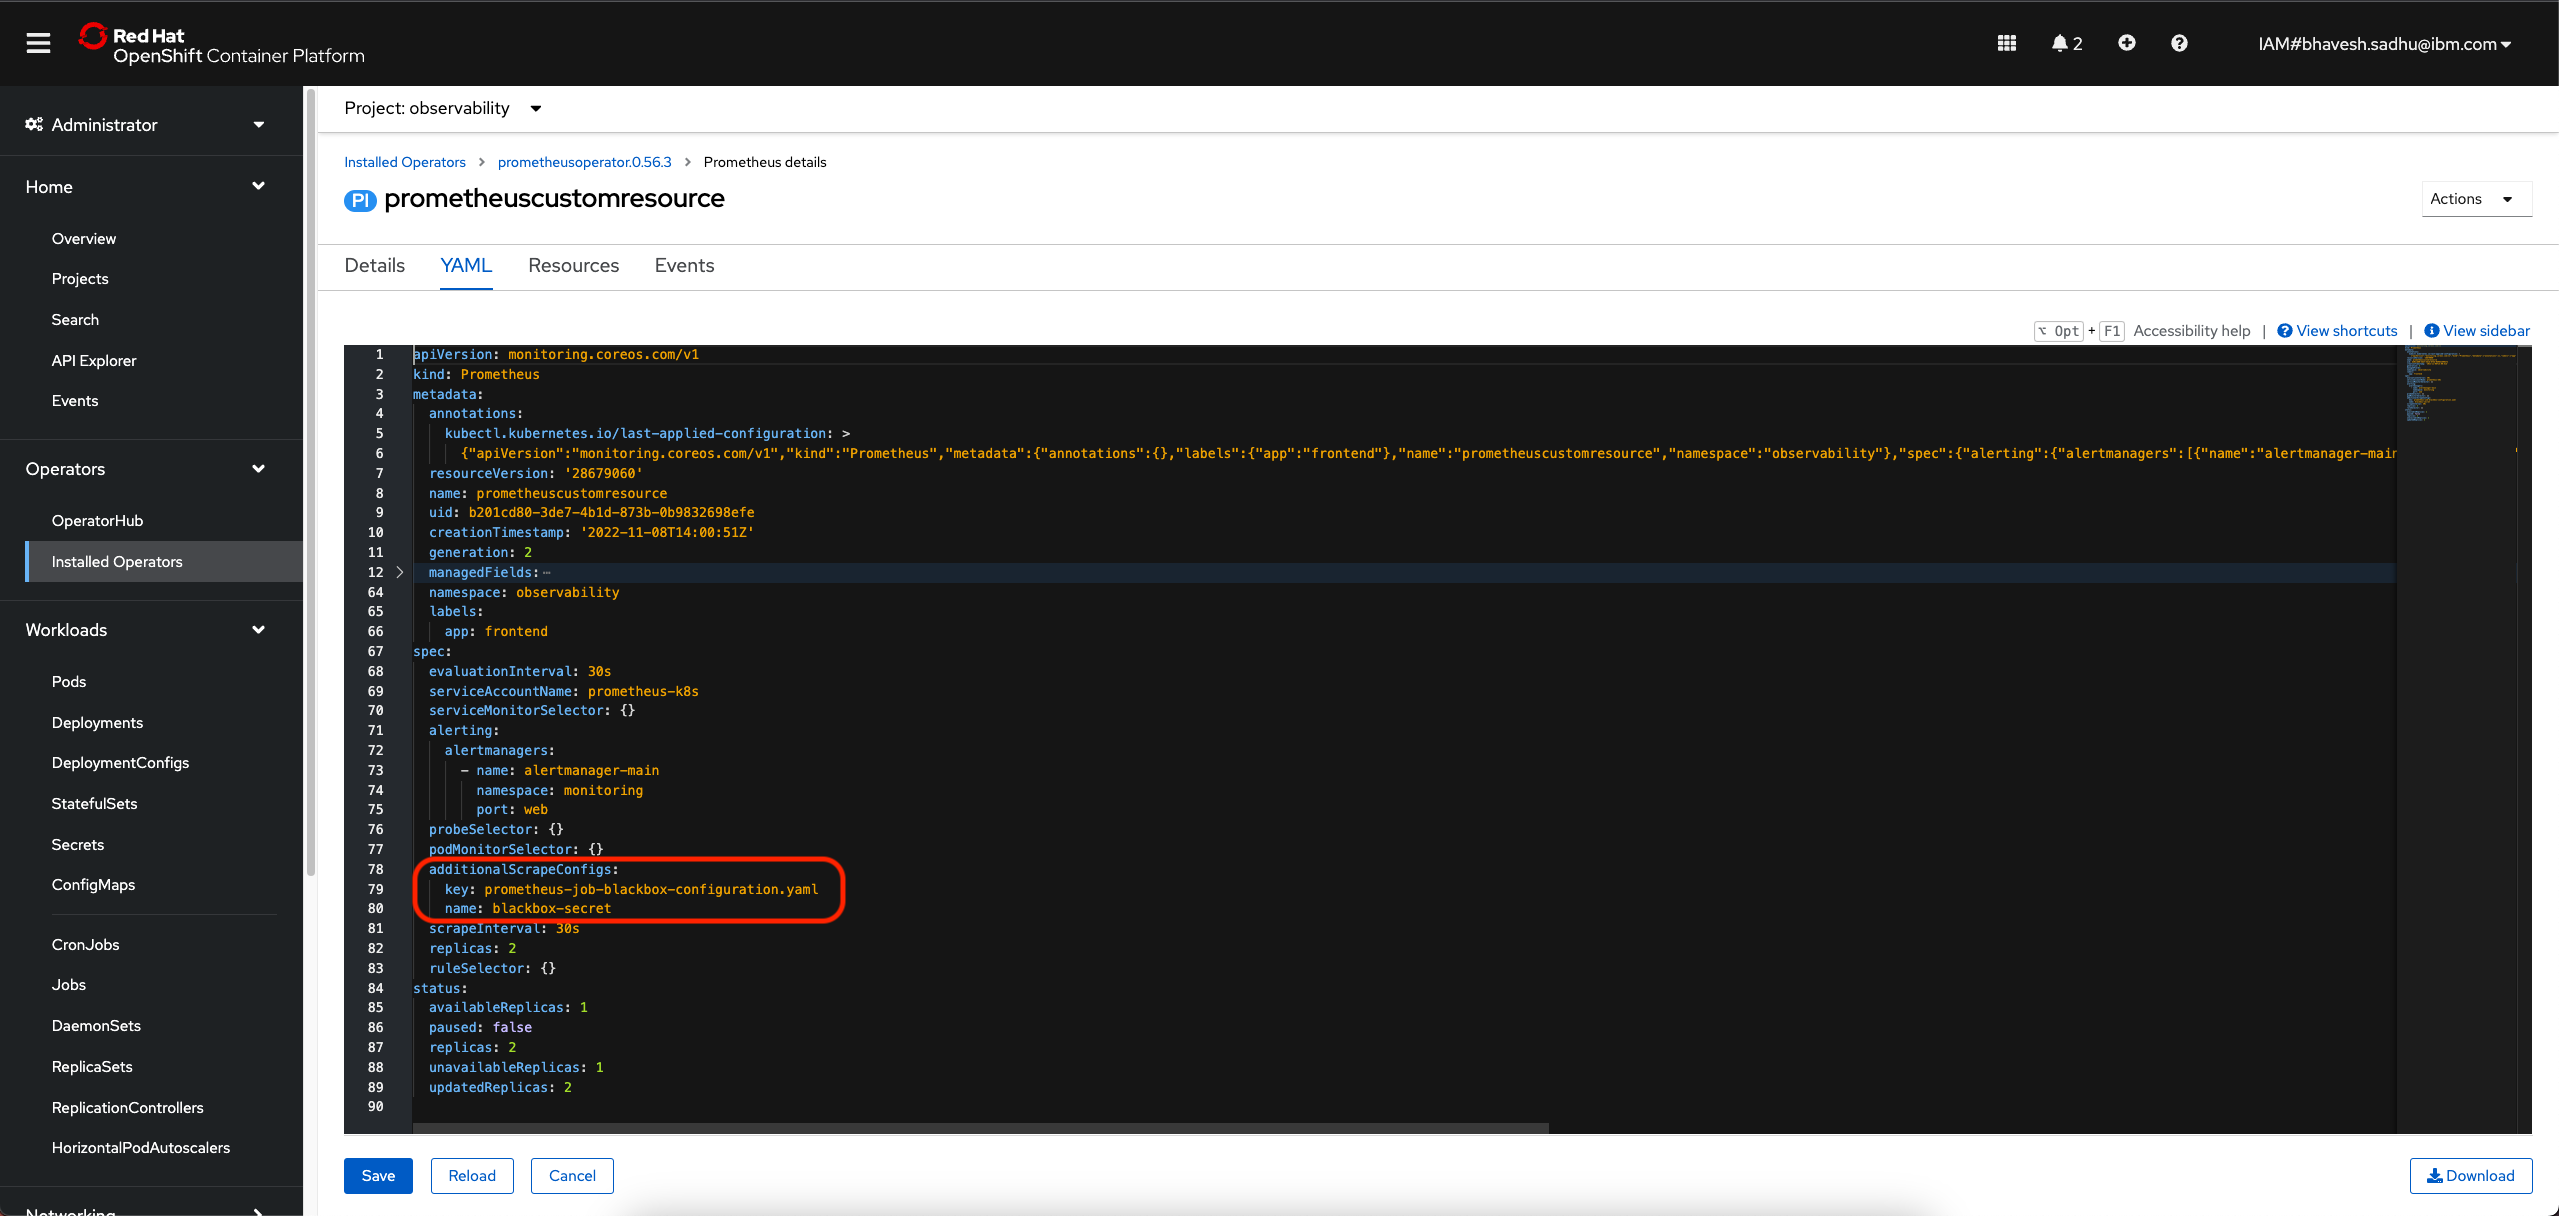 Red Hat
OpenShift Container Platform
2
IAM#bhavesh.sadhu@ibm.com
Administrator
Home
Overview
Projects
Search
API Explorer
Events
Operators
OperatorHub
Installed Operators
Workloads
Pods
Deployments
DeploymentConfigs
StatefulSets
Secrets
ConfigMaps
CronJobs
Jobs
DaemonSets
ReplicaSets
ReplicationControllers
HorizontalPodAutoscalers
Networking
Project: observability
Installed Operators > prometheusoperator.0.56.3 > Prometheus details
PI prometheuscustomresource
Actions
Details YAML Resources Events
⌥ Opt + F1 Accessibility help | View shortcuts | View sidebar
1 apiVersion: monitoring.coreos.com/v1
2 kind: Prometheus
3 metadata:
4 annotations:
5 kubectl.kubernetes.io/last-applied-configuration: >
6 {"apiVersion":"monitoring.coreos.com/v1","kind":"Prometheus","metadata":{"annotations":{},"labels":{"app":"frontend"},"name":"prometheuscustomresource","namespace":"observability"},"spec":{"alerting":{"alertmanagers":[{"name":"alertmanager-main
7 resourceVersion: '28679060'
8 name: prometheuscustomresource
9 uid: b201cd80-3de7-4b1d-873b-0b9832698efe
10 creationTimestamp: '2022-11-08T14:00:51Z'
11 generation: 2
12 managedFields:
64 namespace: observability
65 labels:
66 app: frontend
67 spec:
68 evaluationInterval: 30s
69 serviceAccountName: prometheus-k8s
70 serviceMonitorSelector: {}
71 alerting:
72 alertmanagers:
73 - name: alertmanager-main
74 namespace: monitoring
75 port: web
76 probeSelector: {}
77 podMonitorSelector: {}
78 additionalScrapeConfigs:
79 key: prometheus-job-blackbox-configuration.yaml
80 name: blackbox-secret
81 scrapeInterval: 30s
82 replicas: 2
83 ruleSelector: {}
84 status:
85 availableReplicas: 1
86 paused: false
87 replicas: 2
88 unavailableReplicas: 1
89 updatedReplicas: 2
90
Save Reload Cancel Download